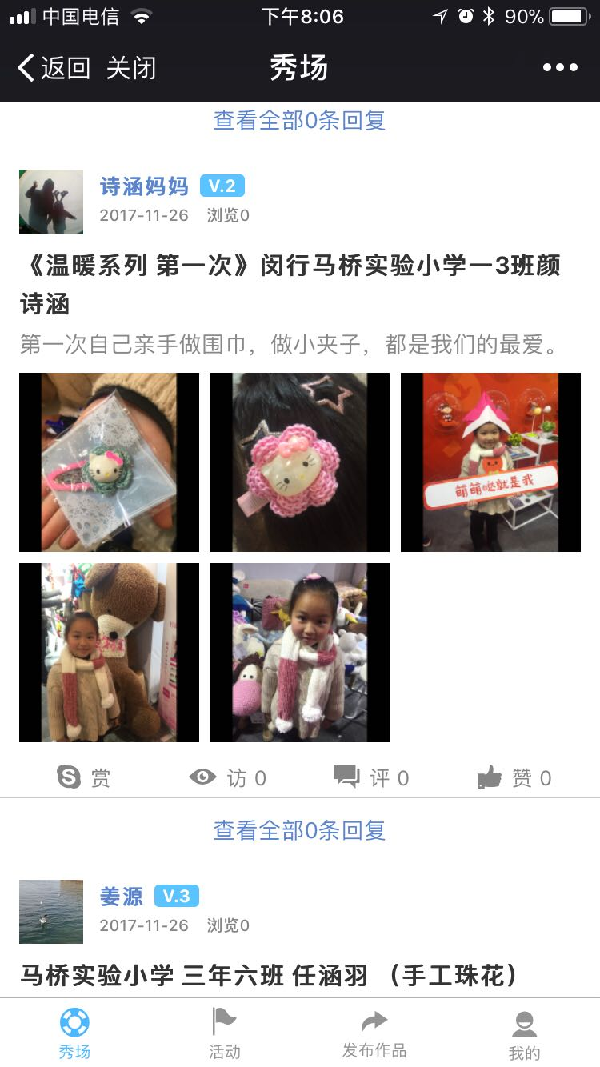 中国电信 下午8:06 90%
返回 关闭 秀场
查看全部0条回复
诗涵妈妈 V.2
2017-11-26 浏览0
《温暖系列 第一次》闵行马桥实验小学一3班颜
诗涵
第一次自己亲手做围巾，做小夹子，都是我们的最爱。
萌萌哒就是我
赏 访 0 评 0 赞 0
查看全部0条回复
姜源 V.3
2017-11-26 浏览0
马桥实验小学 三年六班 任涵羽 （手工珠花）
秀场 活动 发布作品 我的